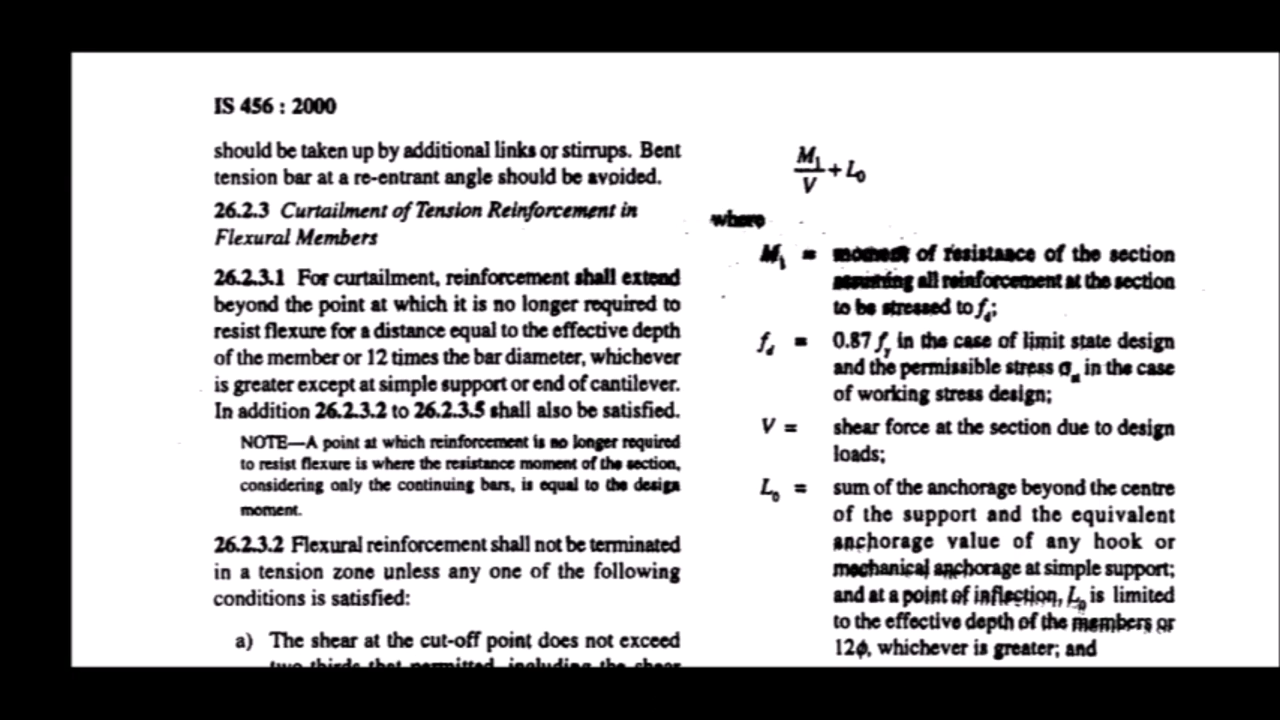 IS 456 : 2000
should be taken up by additional links or stirrups. Bent
tension bar at a re-entrant angle should be avoided.
26.2.3 Curtailment of Tension Reinforcement in
Flexural Members
26.2.3.1 For curtailment, reinforcement shall extend
beyond the point at which it is no longer required to
resist flexure for a distance equal to the effective depth
of the member or 12 times the bar diameter, whichever
is greater except at simple support or end of cantilever.
In addition 26.2.3.2 to 26.2.3.5 shall also be satisfied.
NOTE—A point at which reinforcement is no longer required
to resist flexure is where the resistance moment of the section,
considering only the continuing bars, is equal to the design
moment.
26.2.3.2 Flexural reinforcement shall not be terminated
in a tension zone unless any one of the following
conditions is satisfied:
a) The shear at the cut-off point does not exceed
two thirds that permitted, including the shear
M₁/V + L₀
where
M₁ = moment of resistance of the section
assuming all reinforcement at the section
to be stressed to f_d;
f_d = 0.87 f_y in the case of limit state design
and the permissible stress σ_st in the case
of working stress design;
V = shear force at the section due to design
loads;
L₀ = sum of the anchorage beyond the centre
of the support and the equivalent
anchorage value of any hook or
mechanical anchorage at simple support;
and at a point of inflection, L₀ is limited
to the effective depth of the members or
12ϕ, whichever is greater; and